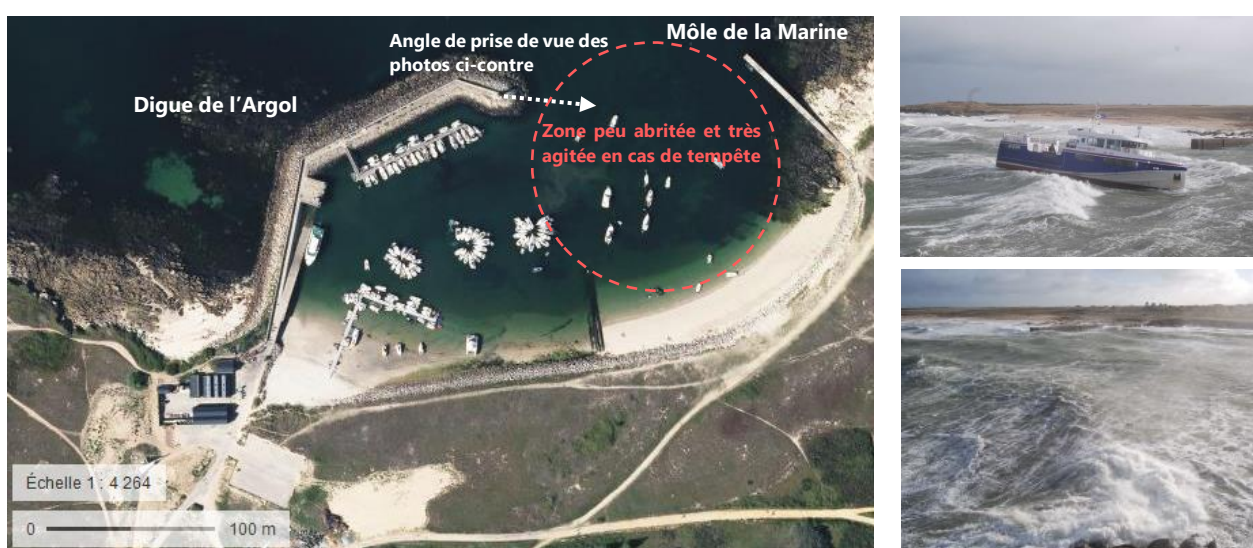 Môle de la Marine
Angle de prise de vue des
photos ci-contre
Digue de l’Argol
Zone peu abritée et très
agitée en cas de tempête
Échelle 1 : 4 264
0 100 m